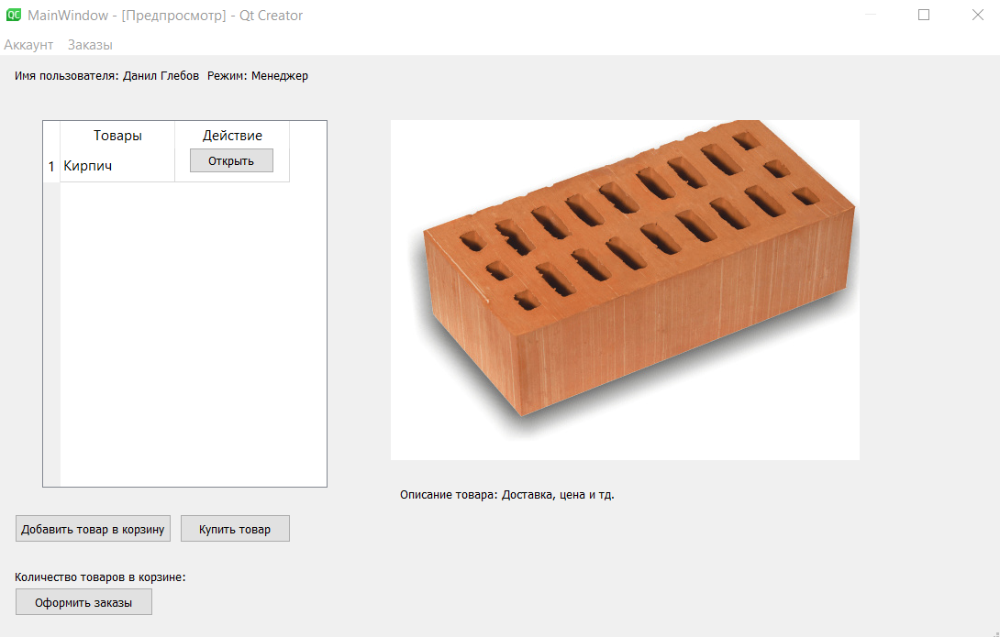 MainWindow - [Предпросмотр] - Qt Creator
Аккаунт Заказы
Имя пользователя: Данил Глебов Режим: Менеджер
Товары Действие
1 Кирпич Открыть
Описание товара: Доставка, цена и тд.
Добавить товар в корзину Купить товар
Количество товаров в корзине:
Оформить заказы